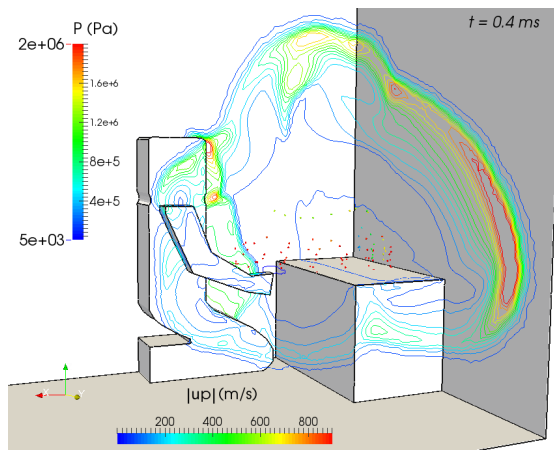 P (Pa)
t = 0.4 ms
2e+06
1.6e+6
1.2e+6
8e+5
4e+5
5e+03
|up| (m/s)
200 400 600 800